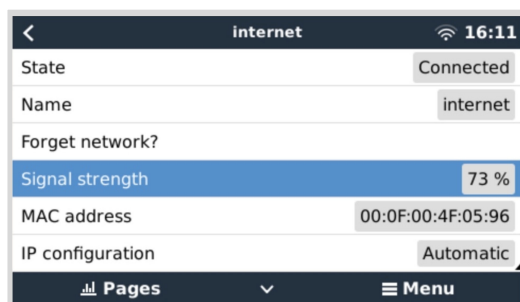 internet 16:11
State Connected
Name internet
Forget network?
Signal strength 73 %
MAC address 00:0F:00:4F:05:96
IP configuration Automatic
Pages Menu